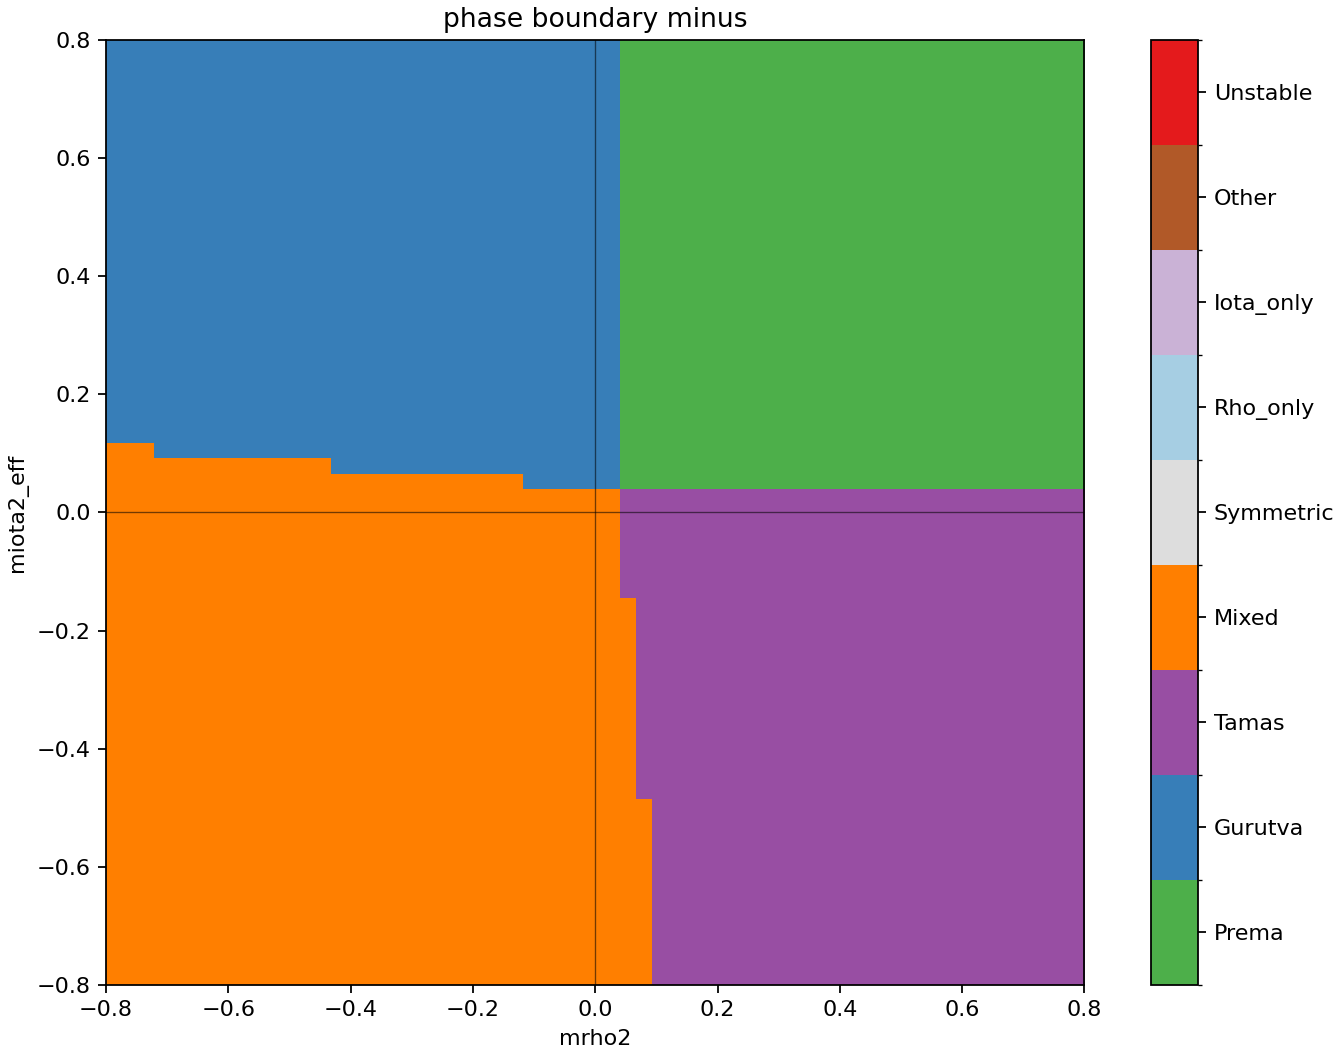 phase boundary minus
0.8
0.6
0.4
0.2
0.0
−0.2
−0.4
−0.6
−0.8
miota2_eff
−0.8
−0.6
−0.4
−0.2
0.0
0.2
0.4
0.6
0.8
mrho2
Unstable
Other
Iota_only
Rho_only
Symmetric
Mixed
Tamas
Gurutva
Prema